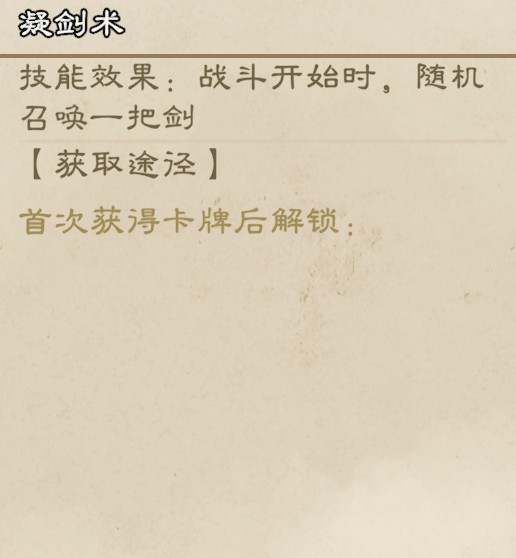 凝剑术
技能效果：战斗开始时，随机
召唤一把剑
【获取途径】
首次获得卡牌后解锁：